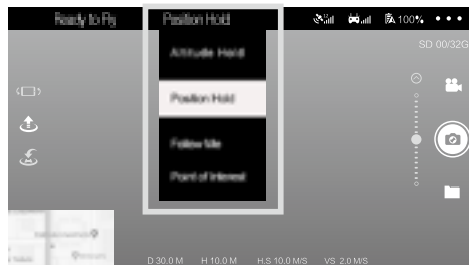 Ready to Fly
Position Hold
100%
SD 00/32G
Altitude Hold
Position Hold
Follow Me
Point of Interest
D 30.0 M H 10.0 M H.S 10.0 M/S VS 2.0 M/S